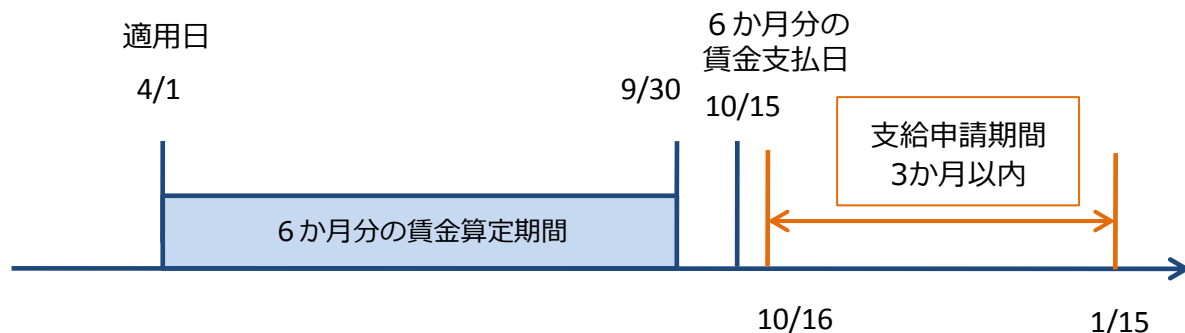 適用日
4/1
9/30
６か月分の
賃金支払日
10/15
支給申請期間
3か月以内
６か月分の賃金算定期間
10/16
1/15